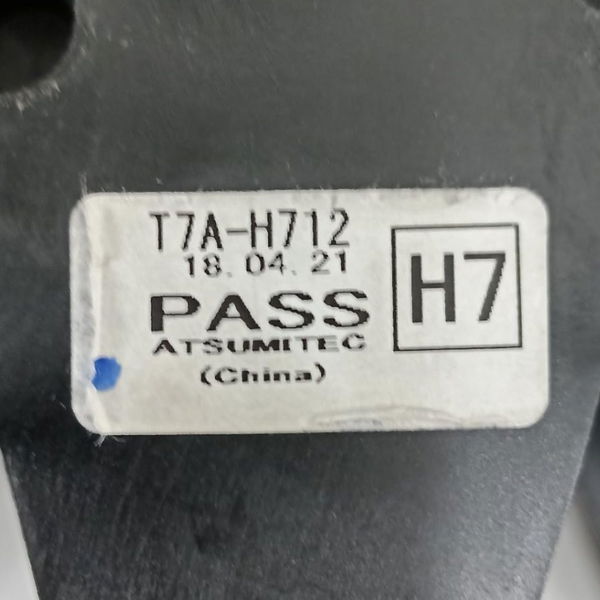 T7A-H712
18.04.21
PASS
ATSUMITEC
(China)
H7